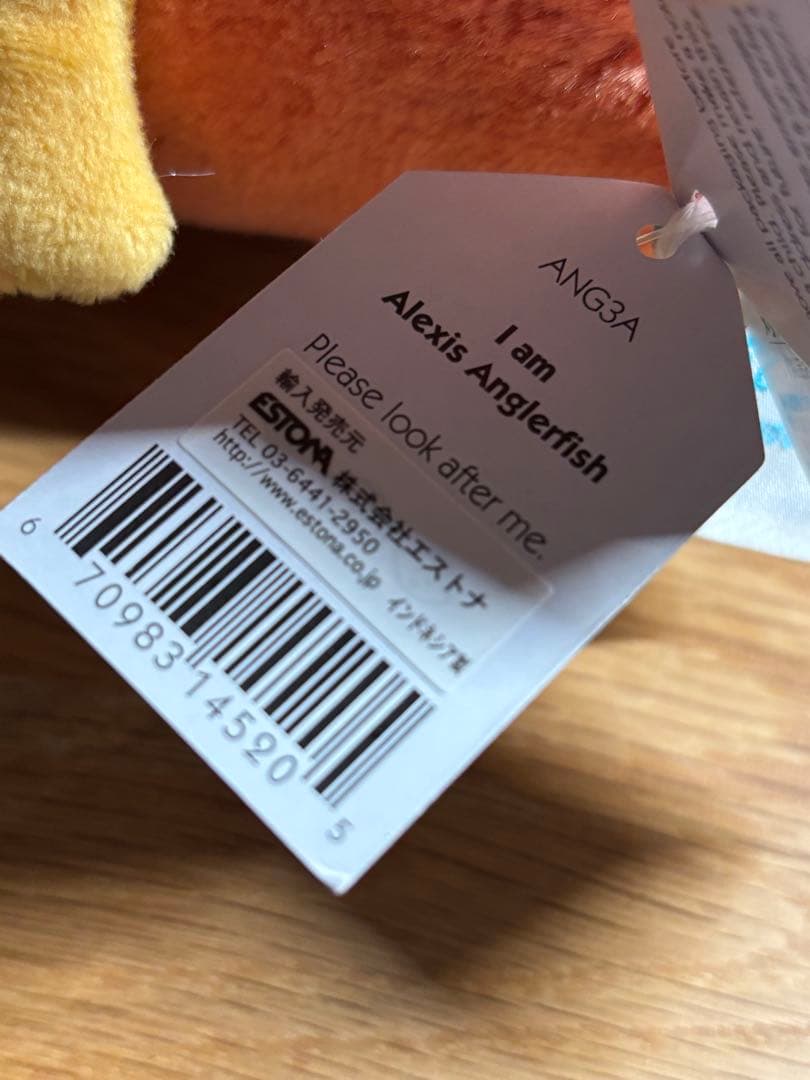 ANG3A
I am
Alexis Anglerfish
please look after me.
輸入発売元
ESTONA 株式会社エストナ
TEL 03-6441-2950
http://www.estona.co.jp インドネシア製
6 70983 14520 5